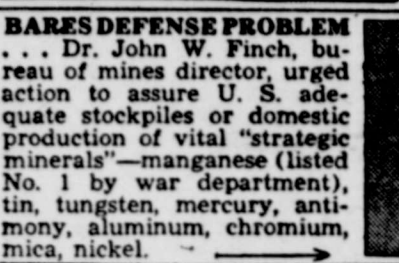 BARES DEFENSE PROBLEM
. . . Dr. John W. Finch, bu-
reau of mines director, urged
action to assure U. S. ade-
quate stockpiles or domestic
production of vital "strategic
minerals"—manganese (listed
No. 1 by war department),
tin, tungsten, mercury, anti-
mony, aluminum, chromium,
mica, nickel.